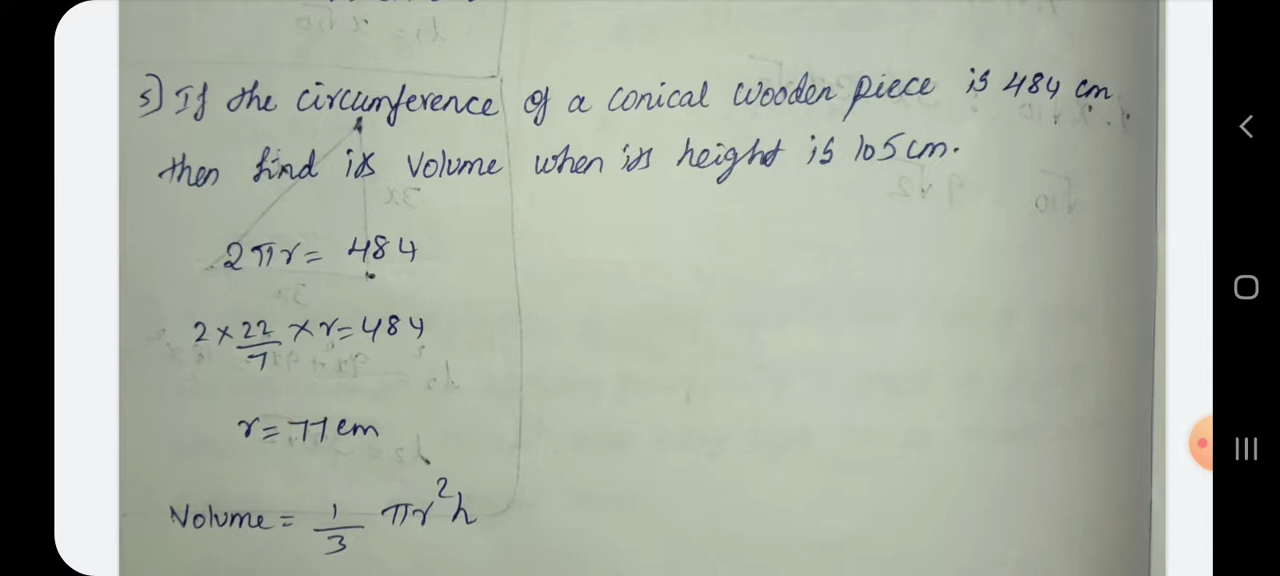 5) If the circumference of a conical wooden piece is 484 cm
then find its volume when its height is 105 cm.
2πr = 484
2 × 22/7 × r = 484
r = 77 cm
Volume = 1/3 πr²h